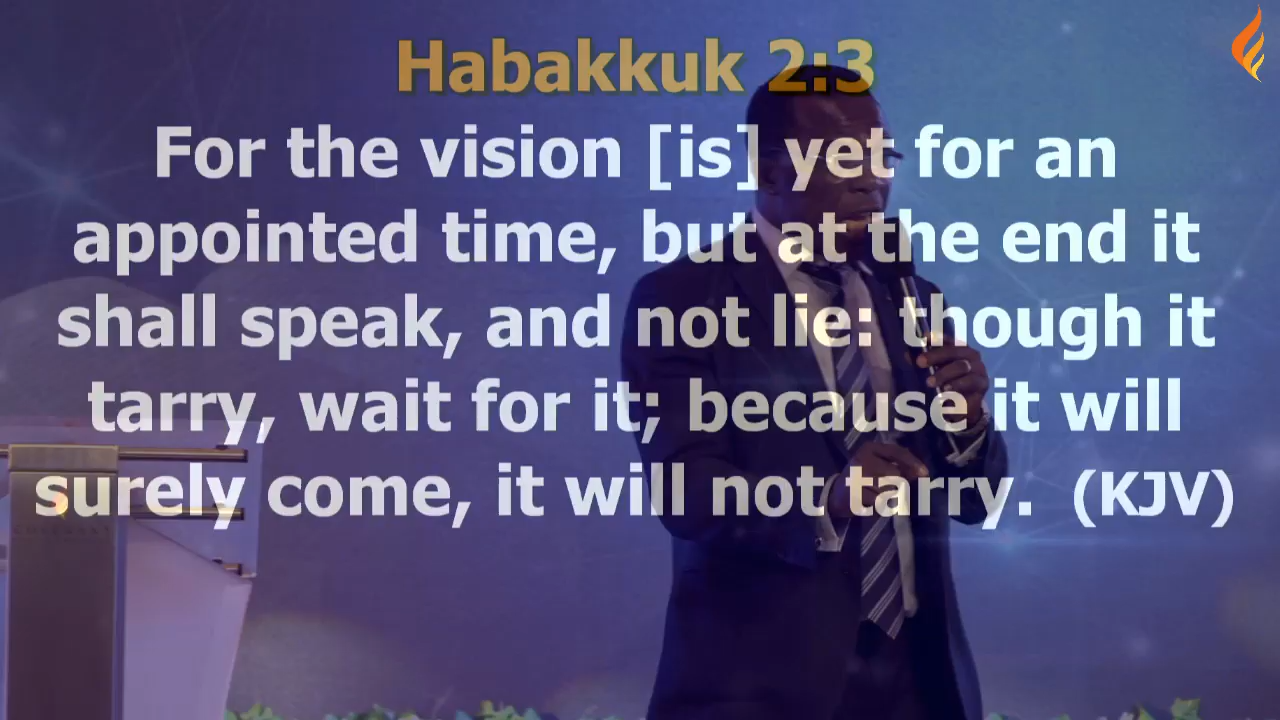 Habakkuk 2:3
For the vision [is] yet for an
appointed time, but at the end it
shall speak, and not lie: though it
tarry, wait for it; because it will
surely come, it will not tarry. (KJV)